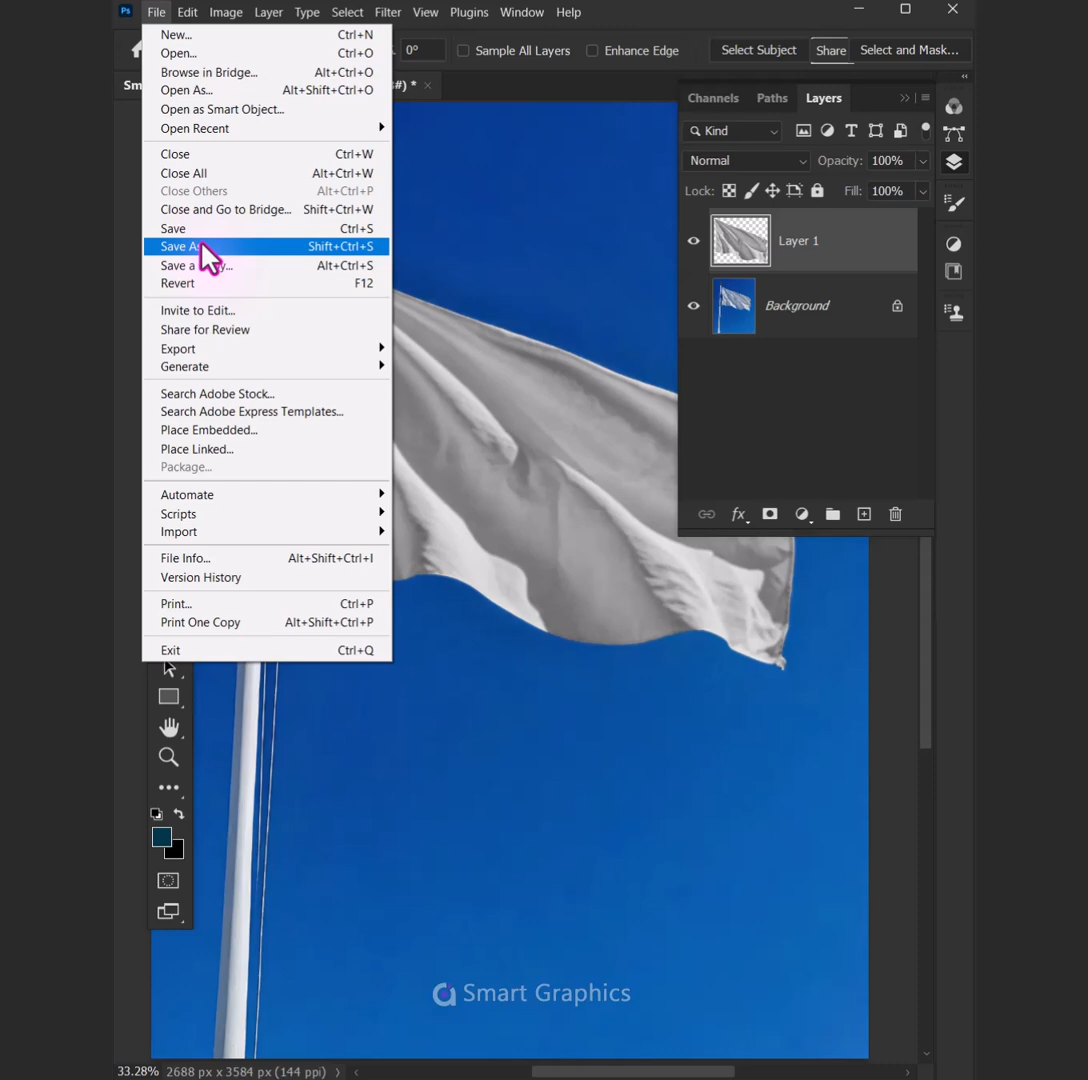 Ps File Edit Image Layer Type Select Filter View Plugins Window Help
0° Sample All Layers Enhance Edge Select Subject Share Select and Mask...
#) *
New... Ctrl+N
Open... Ctrl+O
Browse in Bridge... Alt+Ctrl+O
Open As... Alt+Shift+Ctrl+O
Open as Smart Object...
Open Recent
Close Ctrl+W
Close All Alt+Ctrl+W
Close Others Alt+Ctrl+P
Close and Go to Bridge... Shift+Ctrl+W
Save Ctrl+S
Save Shift+Ctrl+S
Save a Alt+Ctrl+S
Revert F12
Invite to Edit...
Share for Review
Export
Generate
Search Adobe Stock...
Search Adobe Express Templates...
Place Embedded...
Place Linked...
Package...
Automate
Scripts
Import
File Info... Alt+Shift+Ctrl+I
Version History
Print... Ctrl+P
Print One Copy Alt+Shift+Ctrl+P
Exit Ctrl+Q
Channels Paths Layers
Kind
Normal Opacity: 100%
Lock: Fill: 100%
Layer 1
Background
fx
Smart Graphics
33.28% 2688 px x 3584 px (144 ppi)